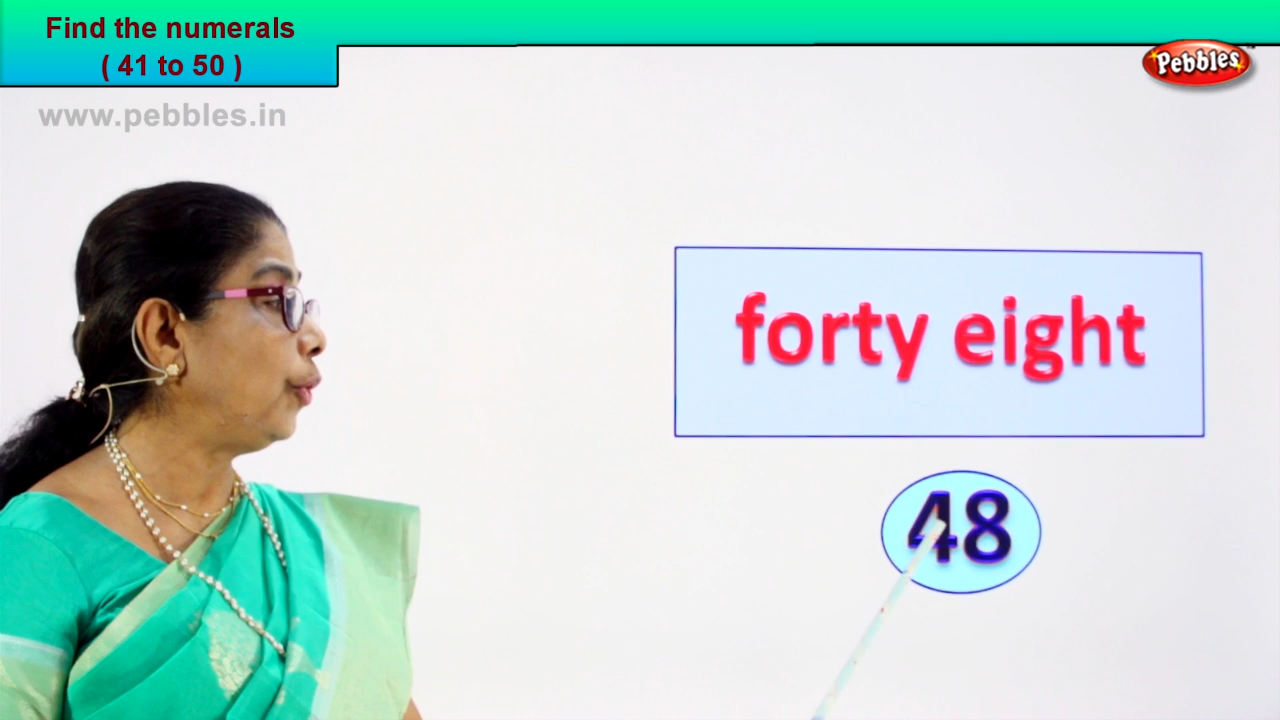 Find the numerals
( 41 to 50 )
Pebbles
www.pebbles.in
forty eight
48